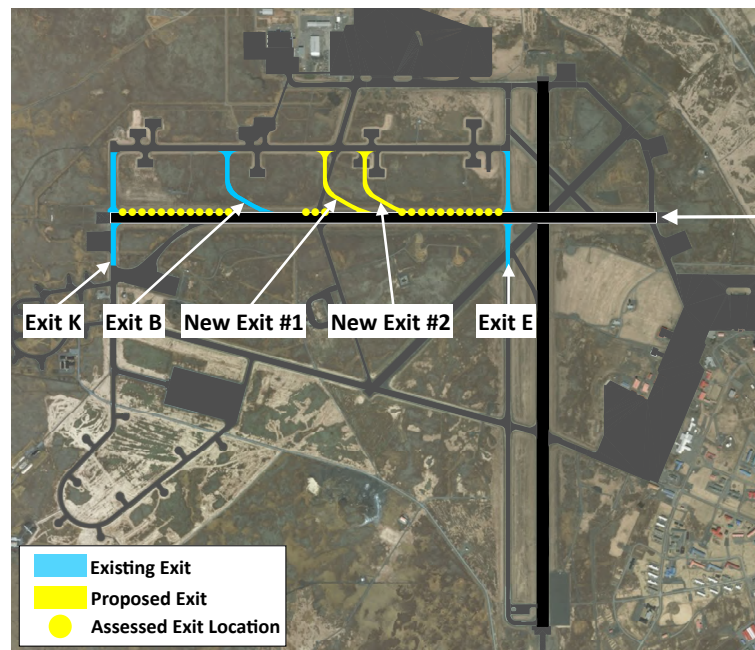 Exit K
Exit B
New Exit #1
New Exit #2
Exit E
Existing Exit
Proposed Exit
Assessed Exit Location